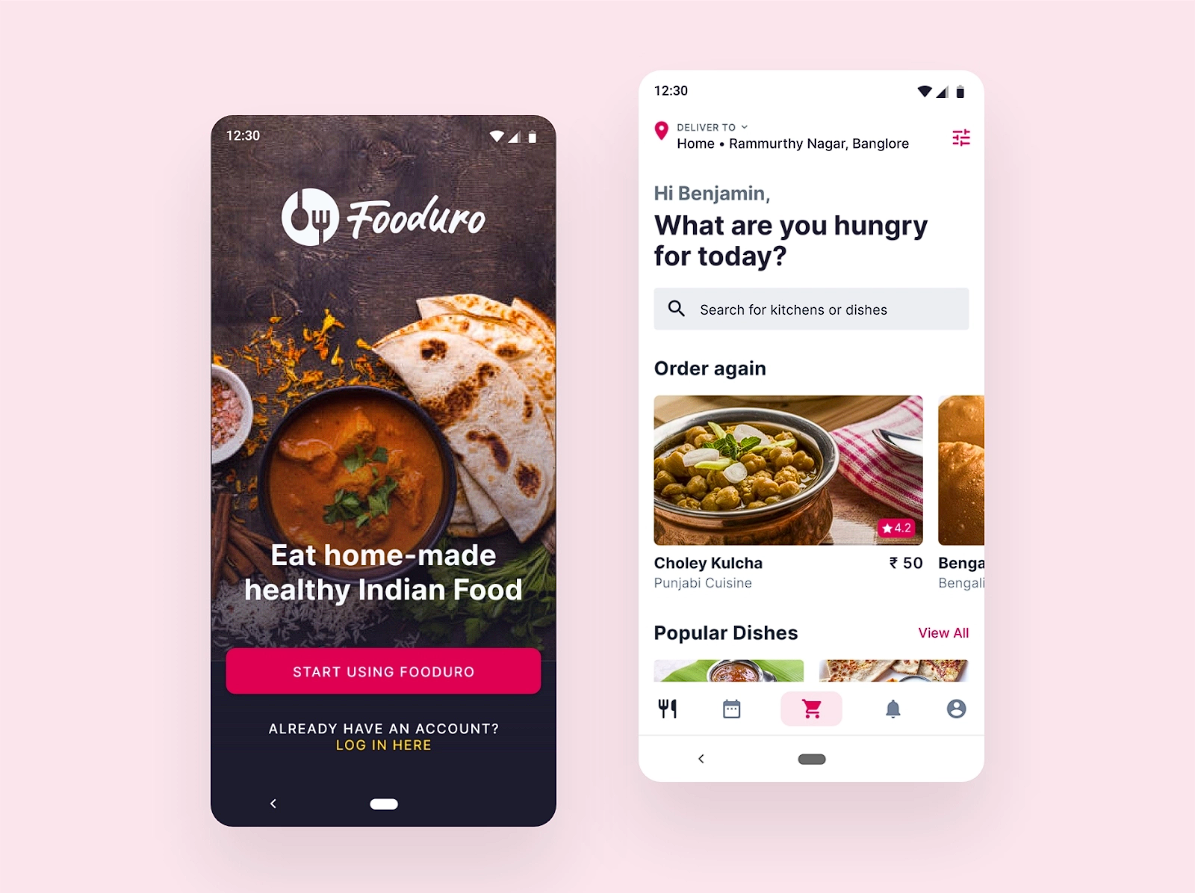 12:30
Fooduro
Eat home-made
healthy Indian Food
START USING FOODURO
ALREADY HAVE AN ACCOUNT?
LOG IN HERE
12:30
DELIVER TO
Home • Rammurthy Nagar, Banglore
Hi Benjamin,
What are you hungry
for today?
Search for kitchens or dishes
Order again
4.2
Choley Kulcha ₹ 50
Punjabi Cuisine
Benga
Bengali
Popular Dishes View All